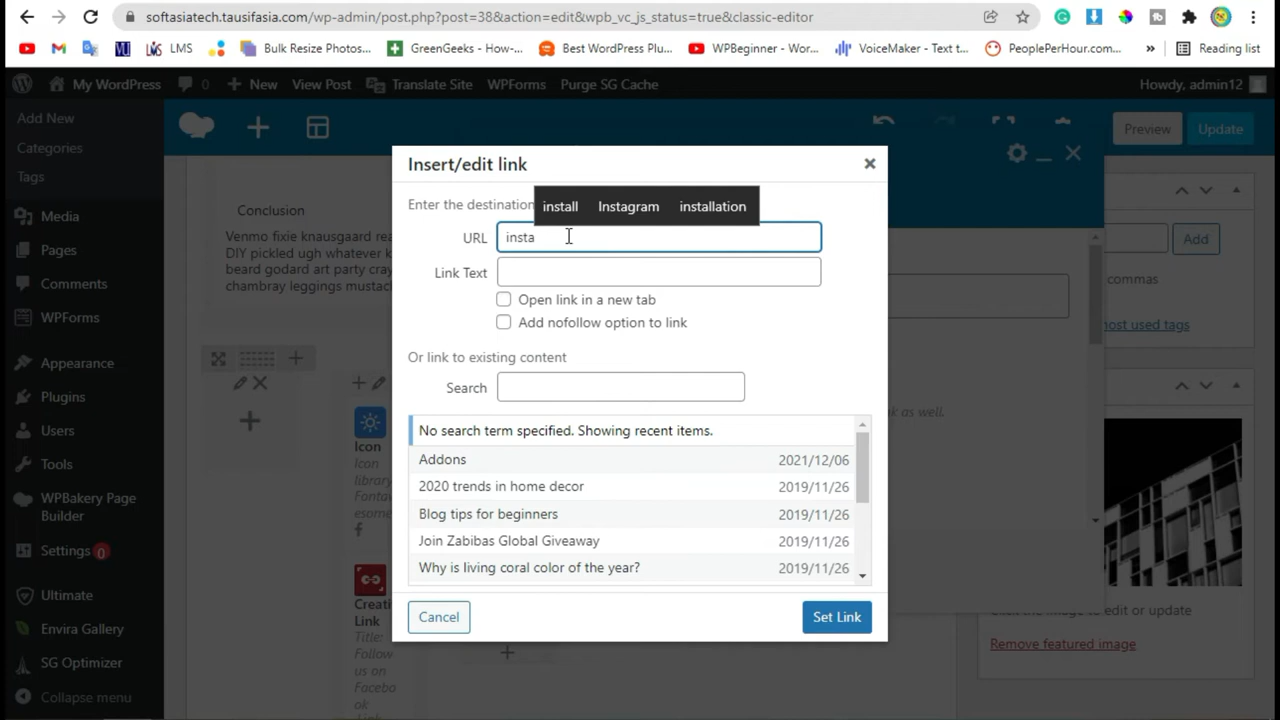 softasiatech.tausifasia.com/wp-admin/post.php?post=38&action=edit&wpb_vc_js_status=true&classic-editor
LMS
Bulk Resize Photos...
GreenGeeks - How-...
Best WordPress Plu...
WPBeginner - Wor...
VoiceMaker - Text t...
PeoplePerHour.com...
Reading list
My WordPress
0
New
View Post
Translate Site
WPForms
Purge SG Cache
Howdy, admin12
Add New
Categories
Tags
Media
Pages
Comments
WPForms
Appearance
Plugins
Users
Tools
WPBakery Page
Builder
Settings 0
Ultimate
Envira Gallery
SG Optimizer
Collapse menu
Preview
Update
Conclusion
Venmo fixie knausgaard rea
DIY pickled ugh whatever k
beard godard art party cray
chambray leggings mustac
Icon
Icon
library
Fontaw
esome
Creati
Link
Title:
Follow
us on
Facebo
ok
Insert/edit link
Enter the destination
install Instagram installation
URL
insta
Link Text
Open link in a new tab
Add nofollow option to link
Or link to existing content
Search
No search term specified. Showing recent items.
Addons 2021/12/06
2020 trends in home decor 2019/11/26
Blog tips for beginners 2019/11/26
Join Zabibas Global Giveaway 2019/11/26
Why is living coral color of the year? 2019/11/26
Cancel
Set Link
nk as well.
Add
commas
most used tags
Click the image to edit or update
Remove featured image